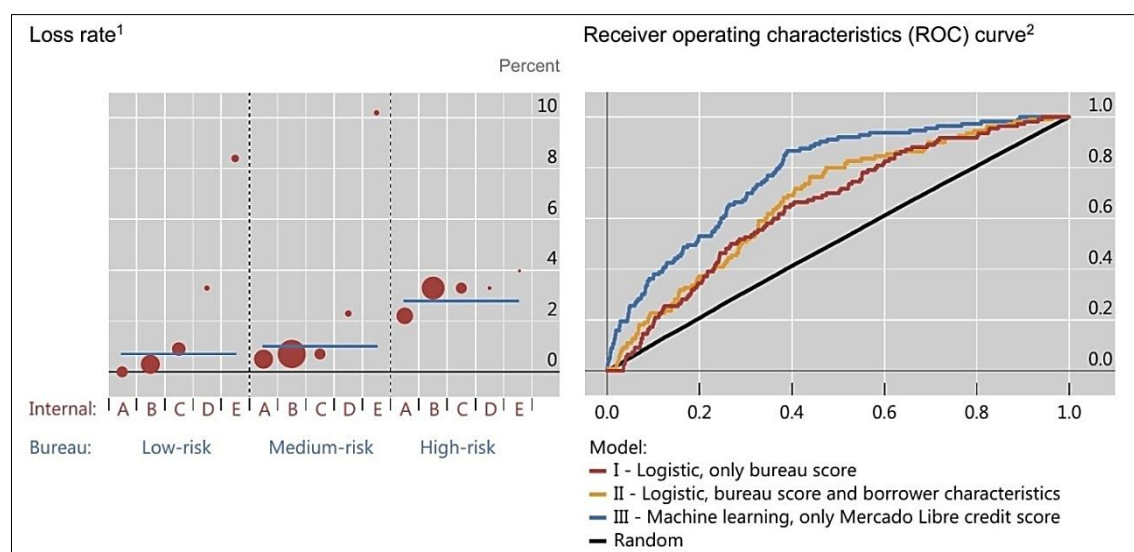 Loss rate¹
Percent
10
8
6
4
2
0
Internal: A B C D E A B C D E A B C D E
Bureau: Low-risk Medium-risk High-risk
Receiver operating characteristics (ROC) curve²
1.0
0.8
0.6
0.4
0.2
0.0
0.0 0.2 0.4 0.6 0.8 1.0
Model:
I - Logistic, only bureau score
II - Logistic, bureau score and borrower characteristics
III - Machine learning, only Mercado Libre credit score
Random